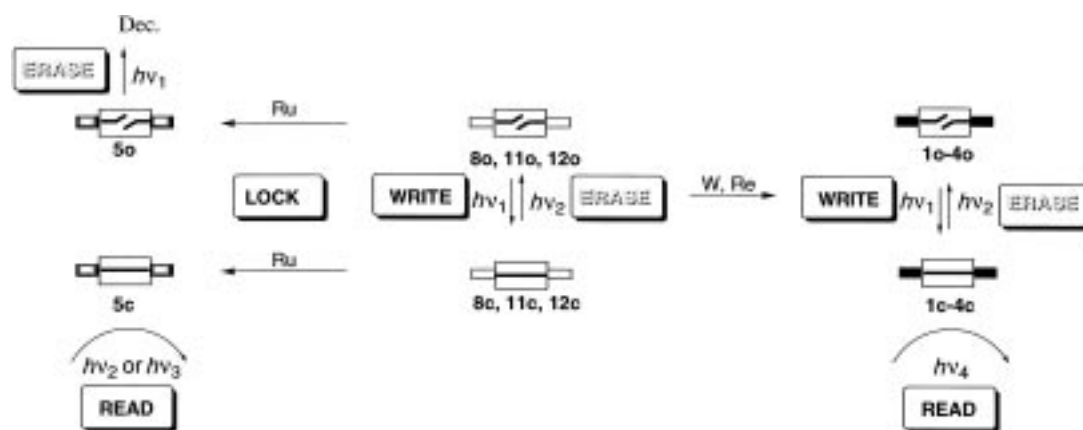 Dec.
ERASE
hν1
5o
Ru
8o, 11o, 12o
1o-4o
LOCK
WRITE
hν1
hν2
ERASE
W, Re
WRITE
hν1
hν2
ERASE
Ru
5c
8c, 11c, 12c
1c-4c
hν2 or hν3
READ
hν4
READ